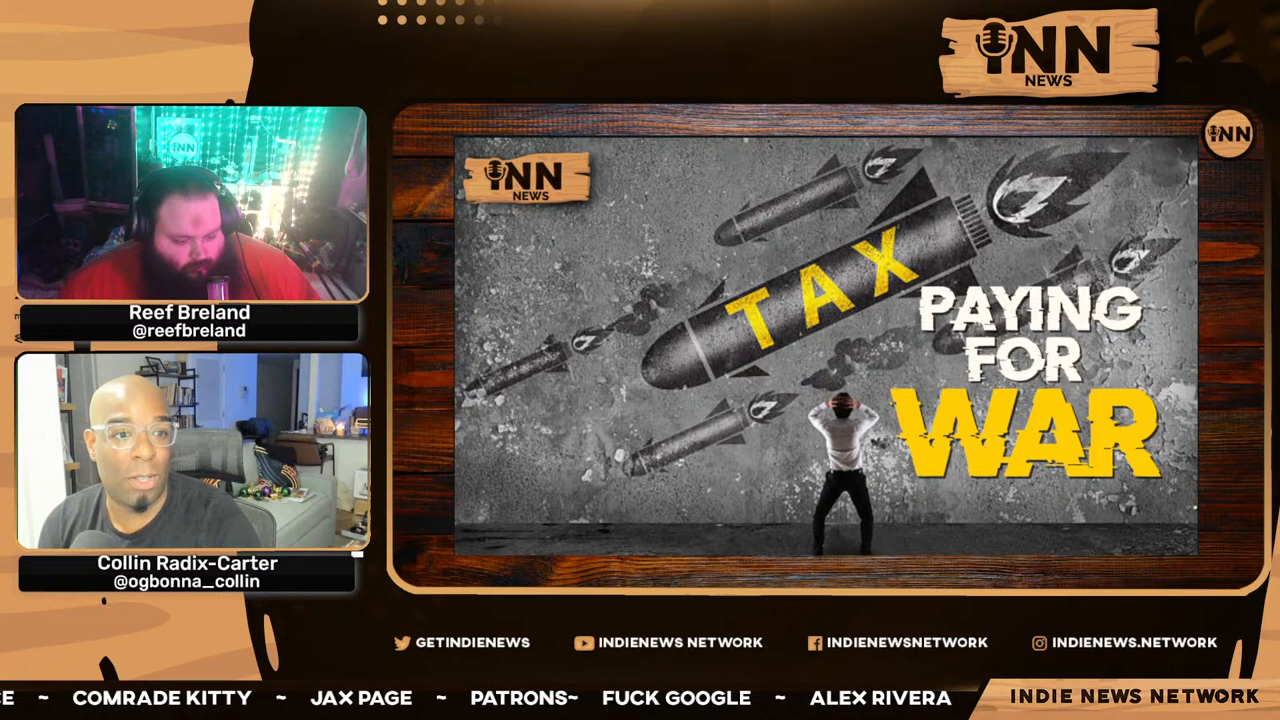 iNN
NEWS
iNN
iNN
Reef Breland
@reefbreland
Collin Radix-Carter
@ogbonna_collin
iNN
NEWS
TAX
PAYING
FOR
WAR
GETINDIENEWS
INDIENEWS NETWORK
INDIENEWSNETWORK
INDIENEWS.NETWORK
CE ~ COMRADE KITTY ~ JAX PAGE ~ PATRONS~ FUCK GOOGLE ~ ALEX RIVERA
INDIE NEWS NETWORK